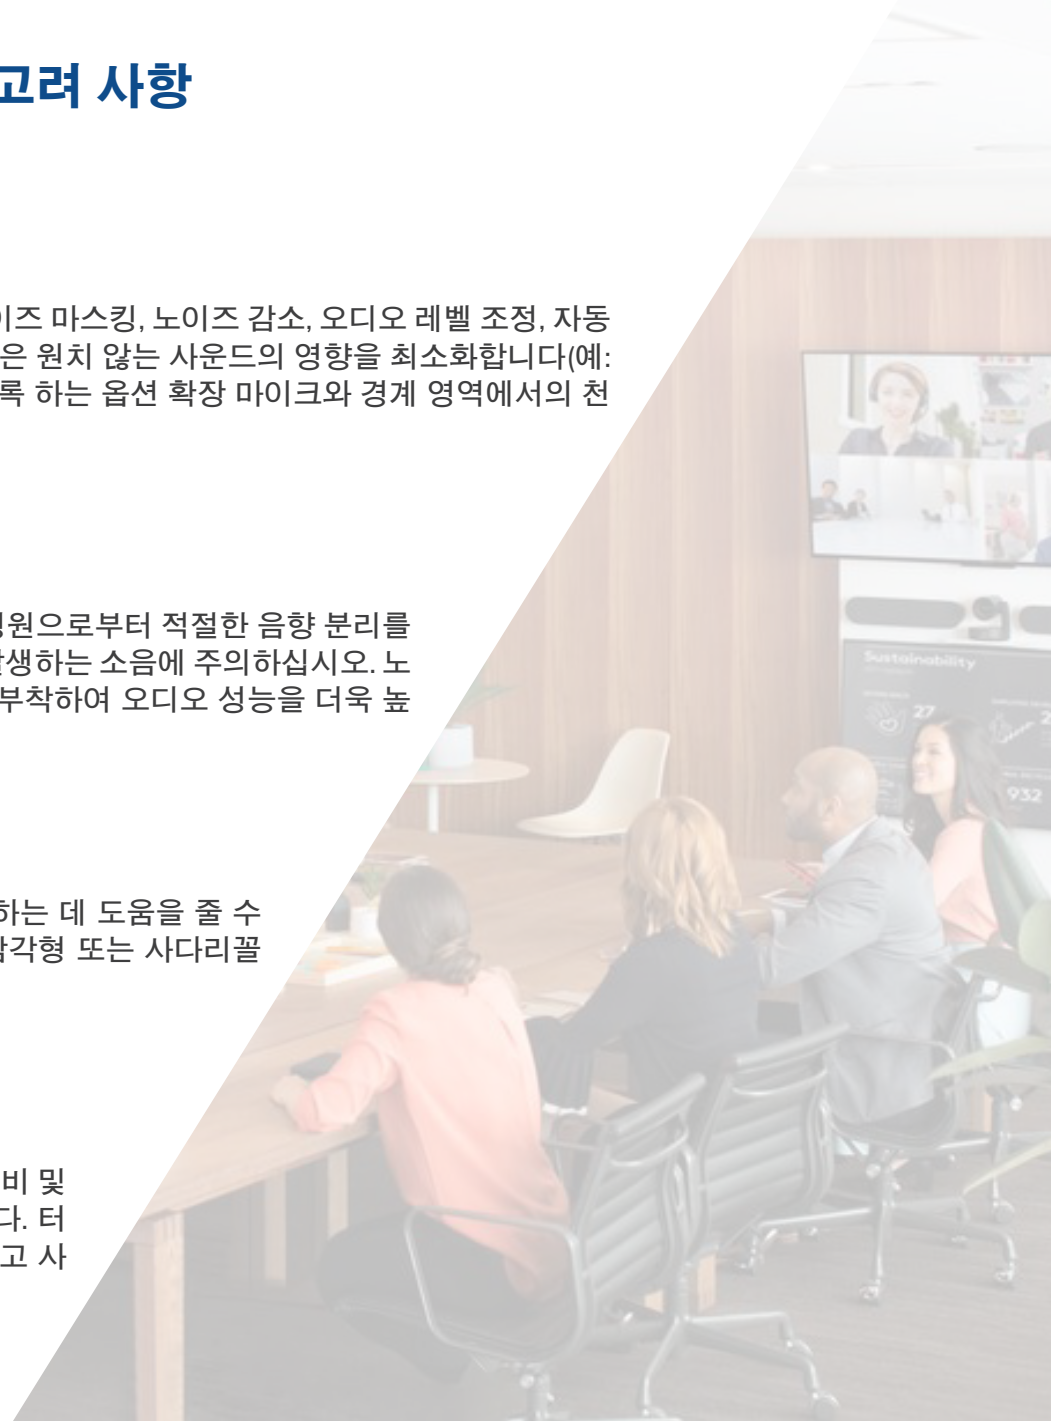 고려 사항
이즈 마스킹, 노이즈 감소, 오디오 레벨 조정, 자동
은 원치 않는 사운드의 영향을 최소화합니다(예:
록 하는 옵션 확장 마이크와 경계 영역에서의 천
원으로부터 적절한 음향 분리를
생하는 소음에 주의하십시오. 노
부착하여 오디오 성능을 더욱 높
하는 데 도움을 줄 수
각형 또는 사다리꼴
비 및
다. 터
고 사
Sustainability
27
2
932